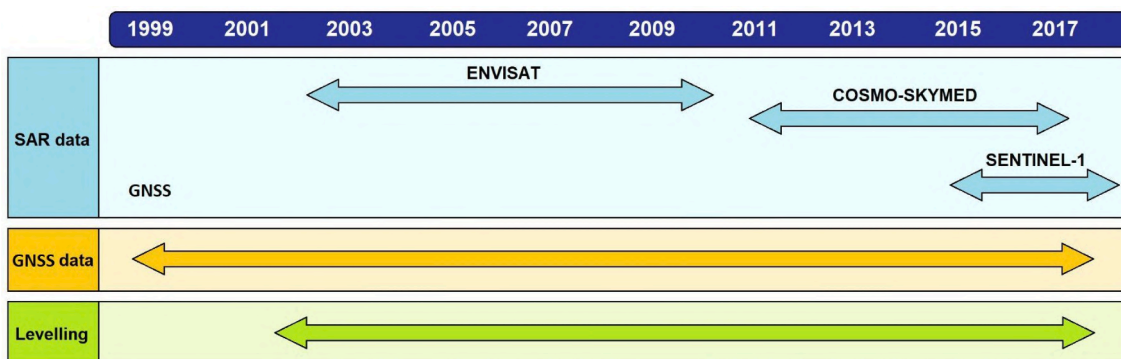 1999 2001 2003 2005 2007 2009 2011 2013 2015 2017
ENVISAT
COSMO-SKYMED
SAR data
SENTINEL-1
GNSS
GNSS data
Levelling